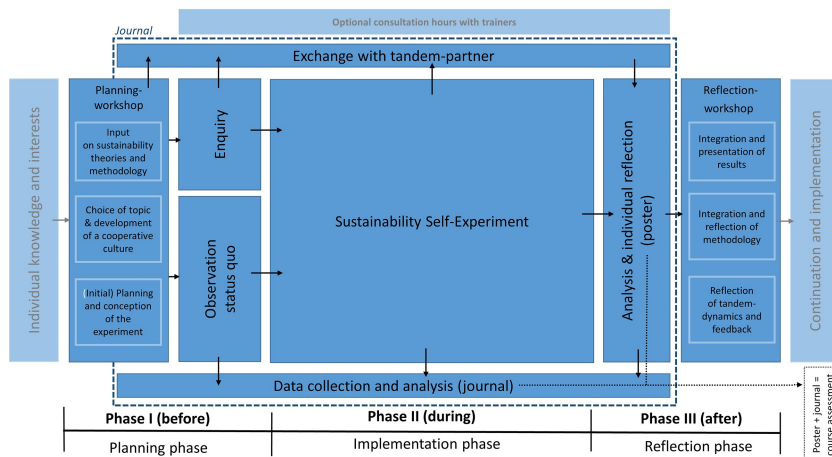 Optional consultation hours with trainers
Journal
Exchange with tandem-partner
Individual knowledge and interests
Planning-
workshop
Input
on sustainability
theories and
methodology
Choice of topic
& development
of a cooperative
culture
(Initial) Planning
and conception
of the
experiment
Enquiry
Observation
status quo
Sustainability Self-Experiment
Analysis & individual reflection
(poster)
Reflection-
workshop
Integration and
presentation of
results
Integration and
reflection of
methodology
Reflection
of tandem-
dynamics and
feedback
Continuation and implementation
Data collection and analysis (journal)
Poster + journal =
course assessment
Phase I (before)
Phase II (during)
Phase III (after)
Planning phase
Implementation phase
Reflection phase